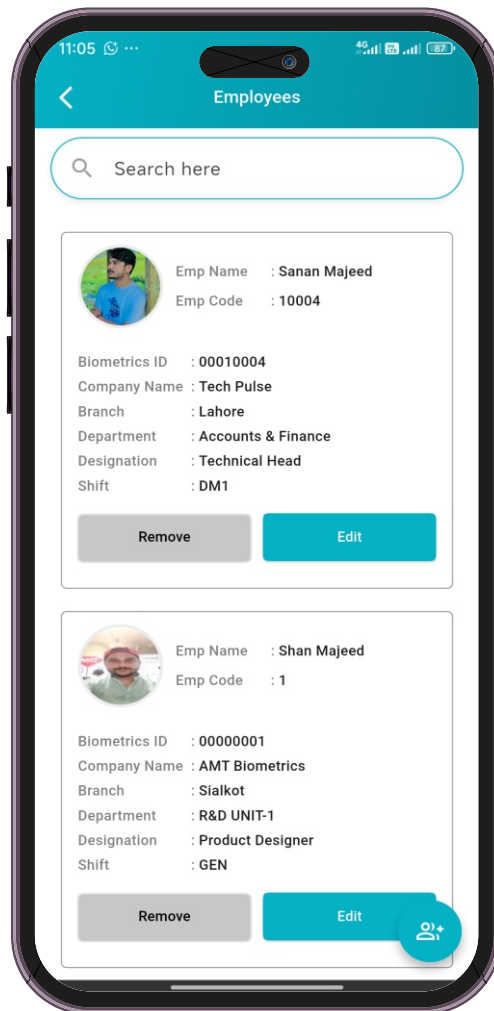 11:05
4G
87
Employees
Search here
Emp Name : Sanan Majeed
Emp Code : 10004
Biometrics ID : 00010004
Company Name : Tech Pulse
Branch : Lahore
Department : Accounts & Finance
Designation : Technical Head
Shift : DM1
Remove Edit
Emp Name : Shan Majeed
Emp Code : 1
Biometrics ID : 00000001
Company Name : AMT Biometrics
Branch : Sialkot
Department : R&D UNIT-1
Designation : Product Designer
Shift : GEN
Remove Edit